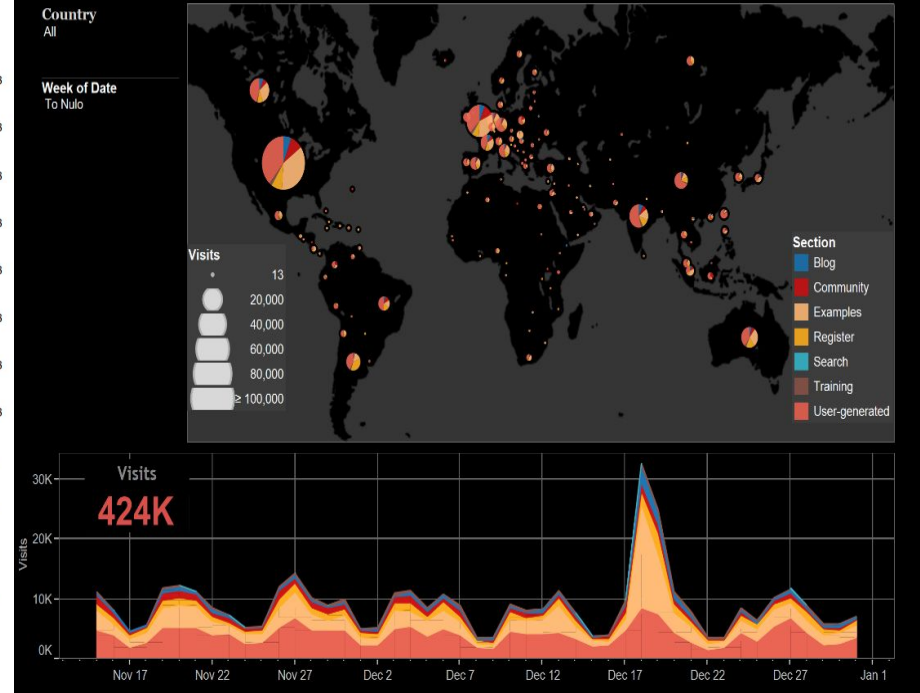 Country
All
Week of Date
To Nulo
Visits
13
20,000
40,000
60,000
80,000
≥ 100,000
Section
Blog
Community
Examples
Register
Search
Training
User-generated
Visits
424K
Visits
30K
20K
10K
0K
Nov 17
Nov 22
Nov 27
Dec 2
Dec 7
Dec 12
Dec 17
Dec 22
Dec 27
Jan 1